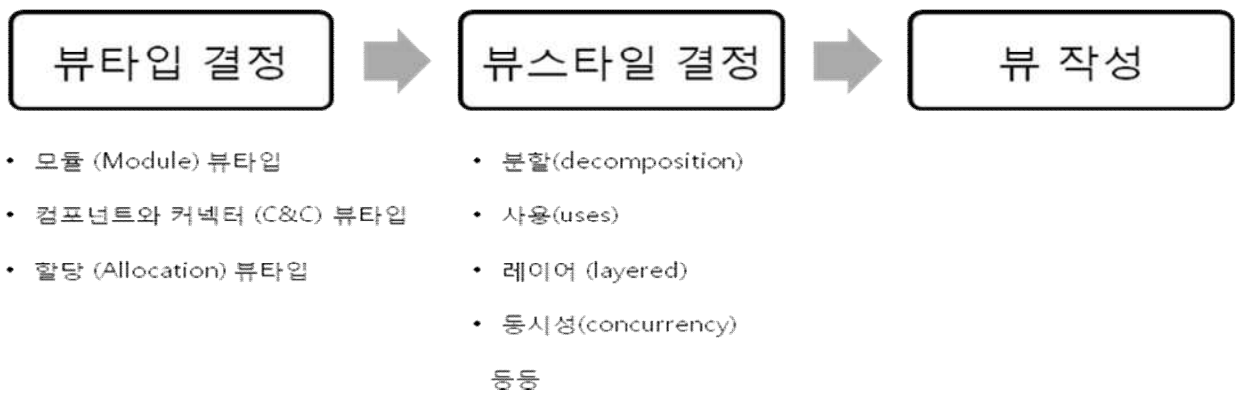 뷰타입 결정
뷰스타일 결정
뷰 작성
• 모듈 (Module) 뷰타입
• 컴포넌트와 커넥터 (C&C) 뷰타입
• 할당 (Allocation) 뷰타입
• 분할(decomposition)
• 사용(uses)
• 레이어 (layered)
• 동시성(concurrency)
등등